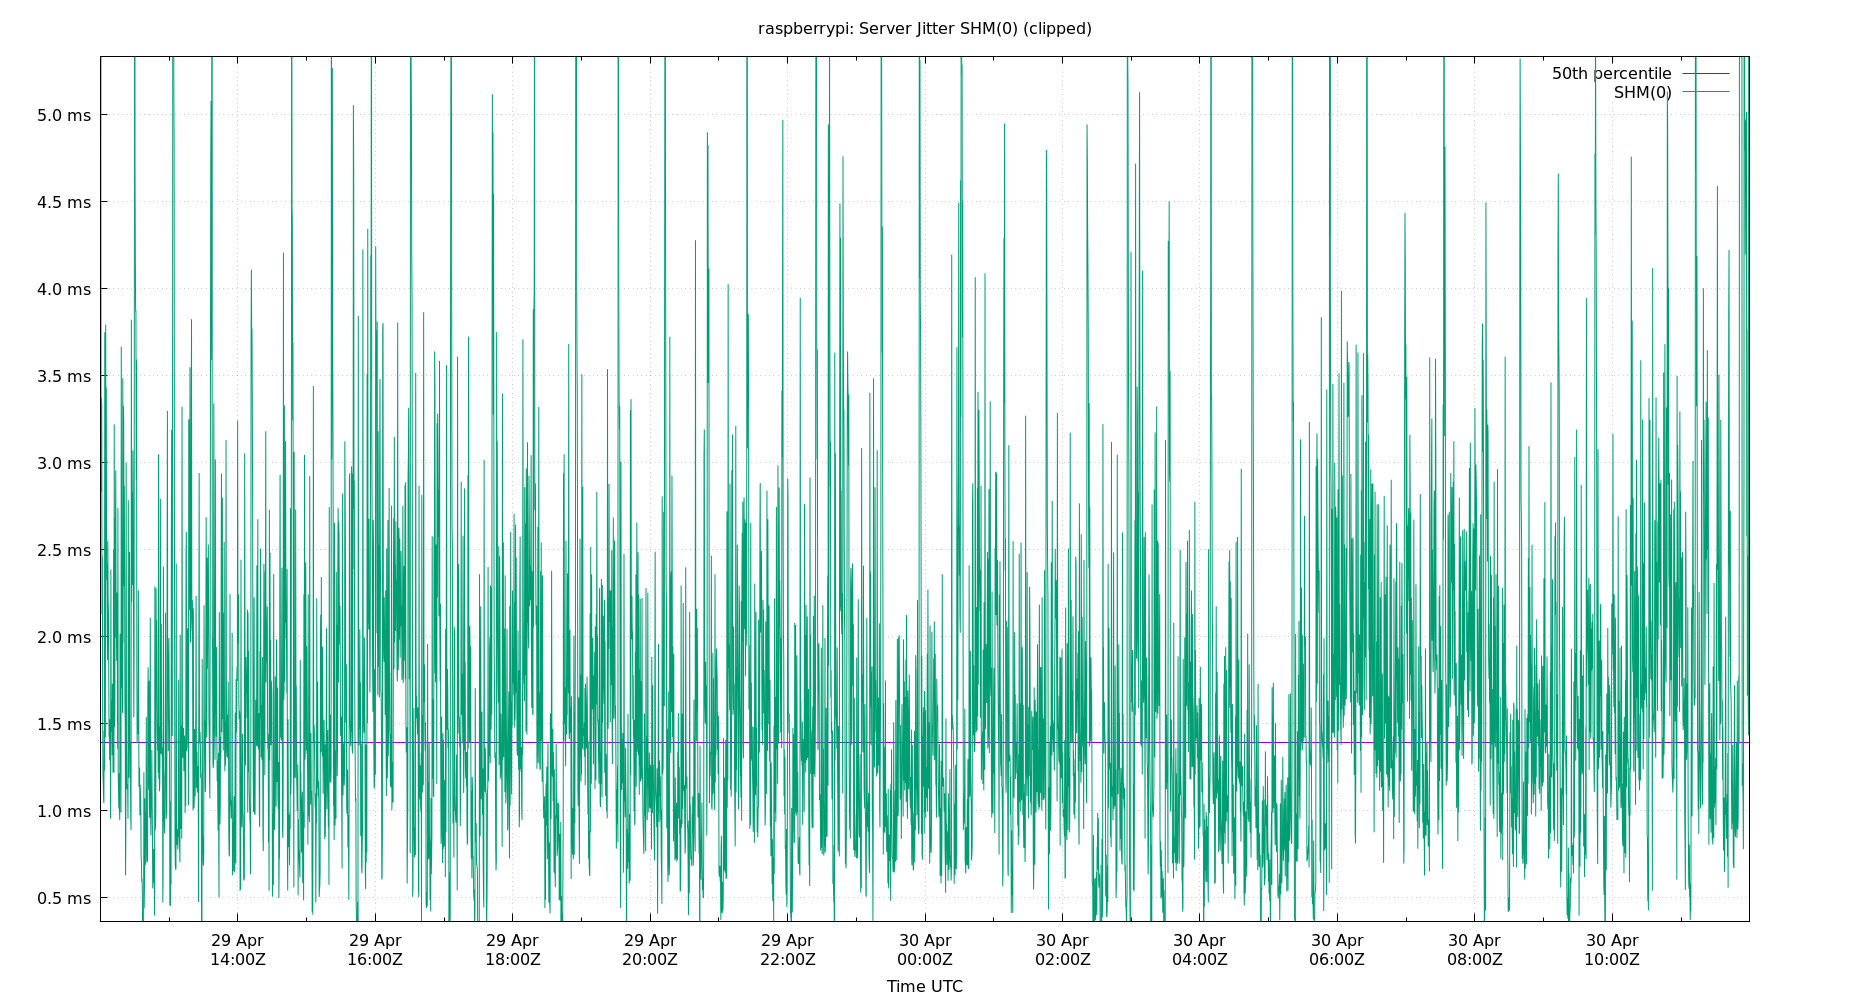 raspberrypi: Server Jitter SHM(0) (clipped)
50th percentile
SHM(0)
5.0 ms
4.5 ms
4.0 ms
3.5 ms
3.0 ms
2.5 ms
2.0 ms
1.5 ms
1.0 ms
0.5 ms
29 Apr 29 Apr 29 Apr 29 Apr 29 Apr 30 Apr 30 Apr 30 Apr 30 Apr 30 Apr 30 Apr
14:00Z 16:00Z 18:00Z 20:00Z 22:00Z 00:00Z 02:00Z 04:00Z 06:00Z 08:00Z 10:00Z
Time UTC